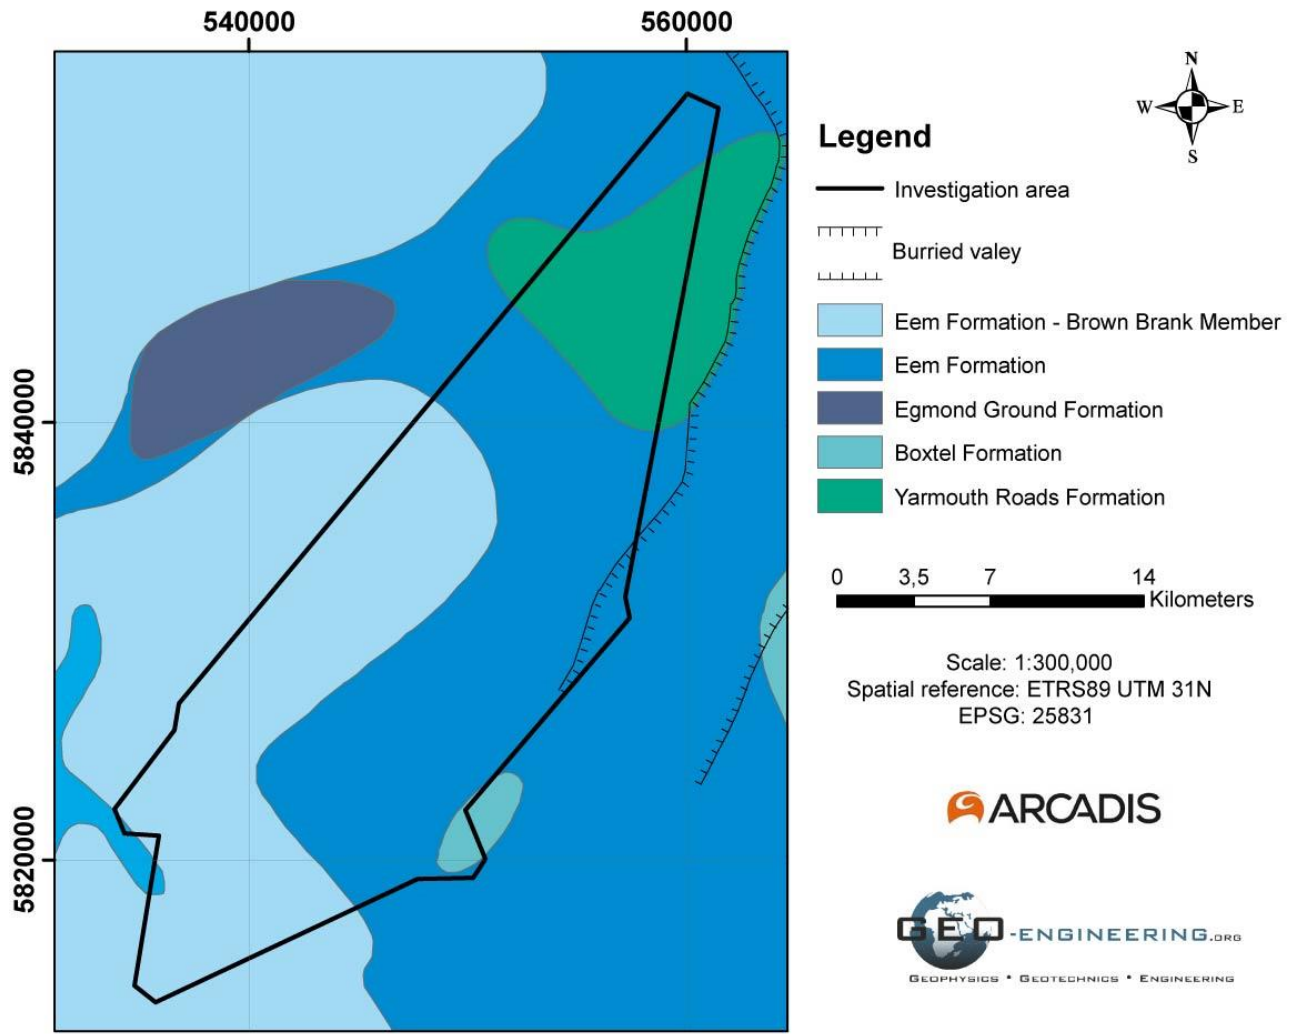 540000
560000
5840000
5820000
N
W
E
S
Legend
Investigation area
Burried valey
Eem Formation - Brown Brank Member
Eem Formation
Egmond Ground Formation
Boxtel Formation
Yarmouth Roads Formation
0 3,5 7 14
Kilometers
Scale: 1:300,000
Spatial reference: ETRS89 UTM 31N
EPSG: 25831
ARCADIS
GEO-ENGINEERING.ORG
GEOPHYSICS * GEOTECHNICS * ENGINEERING